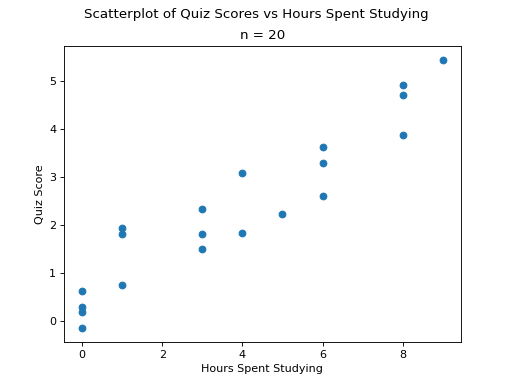 Scatterplot of Quiz Scores vs Hours Spent Studying
n = 20
5
4
3
2
1
0
Quiz Score
0 2 4 6 8
Hours Spent Studying